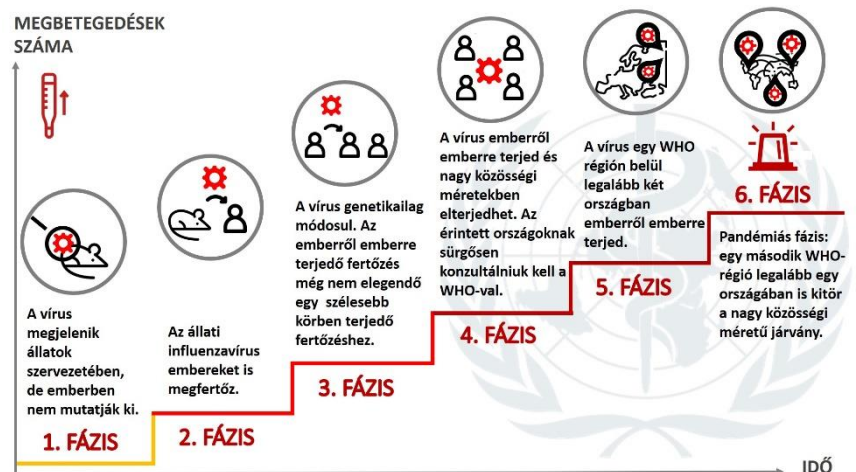 MEGBETEGEDÉSEK
SZÁMA
A vírus
megjelenik
állatok
szervezetében,
de emberben
nem mutatják ki.
1. FÁZIS
Az állati
influenzavírus
embereket is
megfertőz.
2. FÁZIS
A vírus genetikailag
módosul. Az
emberről emberre
terjedő fertőzés
még nem elegendő
egy szélesebb
körben terjedő
fertőzéshez.
3. FÁZIS
A vírus emberről
emberre terjed és
nagy közösségi
méretekben
elterjedhet. Az
érintett országoknak
sürgősen
konzultálniuk kell a
WHO-val.
4. FÁZIS
A vírus egy WHO
régión belül
legalább két
országban
emberről emberre
terjed.
5. FÁZIS
6. FÁZIS
Pandémiás fázis:
egy második WHO-
régió legalább egy
országában is kitör
a nagy közösségi
méretű járvány.
IDŐ